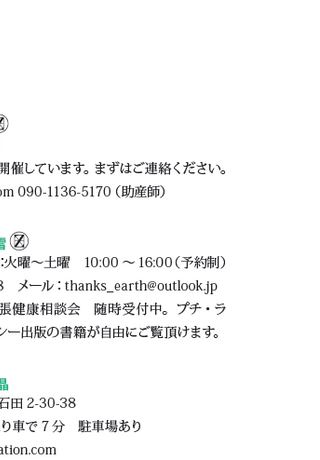 開催しています。まずはご連絡ください。
om 090-1136-5170（助産師）
：火曜～土曜　10:00 ～ 16:00（予約制）
8　メール：thanks_earth@outlook.jp
張健康相談会　随時受付中。プチ・ラ
シー出版の書籍が自由にご覧頂けます。
晶
石田 2-30-38
り車で 7 分　駐車場あり
ation.com